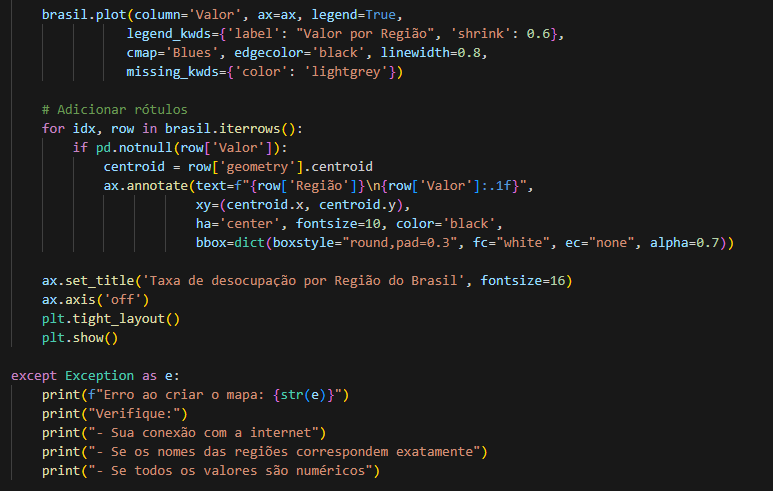 brasil.plot(column='Valor', ax=ax, legend=True,
legend_kwds={'label': "Valor por Região", 'shrink': 0.6},
cmap='Blues', edgecolor='black', linewidth=0.8,
missing_kwds={'color': 'lightgrey'})
# Adicionar rótulos
for idx, row in brasil.iterrows():
if pd.notnull(row['Valor']):
centroid = row['geometry'].centroid
ax.annotate(text=f"{row['Região']}\n{row['Valor']:.1f}",
xy=(centroid.x, centroid.y),
ha='center', fontsize=10, color='black',
bbox=dict(boxstyle="round,pad=0.3", fc="white", ec="none", alpha=0.7))
ax.set_title('Taxa de desocupação por Região do Brasil', fontsize=16)
ax.axis('off')
plt.tight_layout()
plt.show()
except Exception as e:
print(f"Erro ao criar o mapa: {str(e)}")
print("Verifique:")
print("- Sua conexão com a internet")
print("- Se os nomes das regiões correspondem exatamente")
print("- Se todos os valores são numéricos")